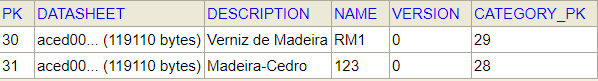 PK DATASHEET DESCRIPTION NAME VERSION CATEGORY_PK
30 aced00... (119110 bytes) Verniz de Madeira RM1 0 29
31 aced00... (119110 bytes) Madeira-Cedro 123 0 28